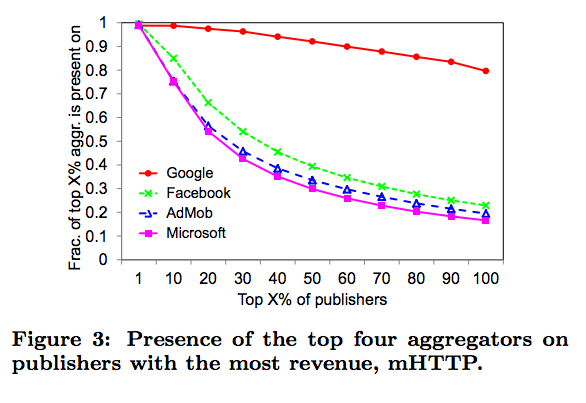 Frac. of top X% aggr. is present on
1
0.9
0.8
0.7
0.6
0.5
0.4
0.3
0.2
0.1
0
Google
Facebook
AdMob
Microsoft
1 10 20 30 40 50 60 70 80 90 100
Top X% of publishers
Figure 3: Presence of the top four aggregators on
publishers with the most revenue, mHTTP.